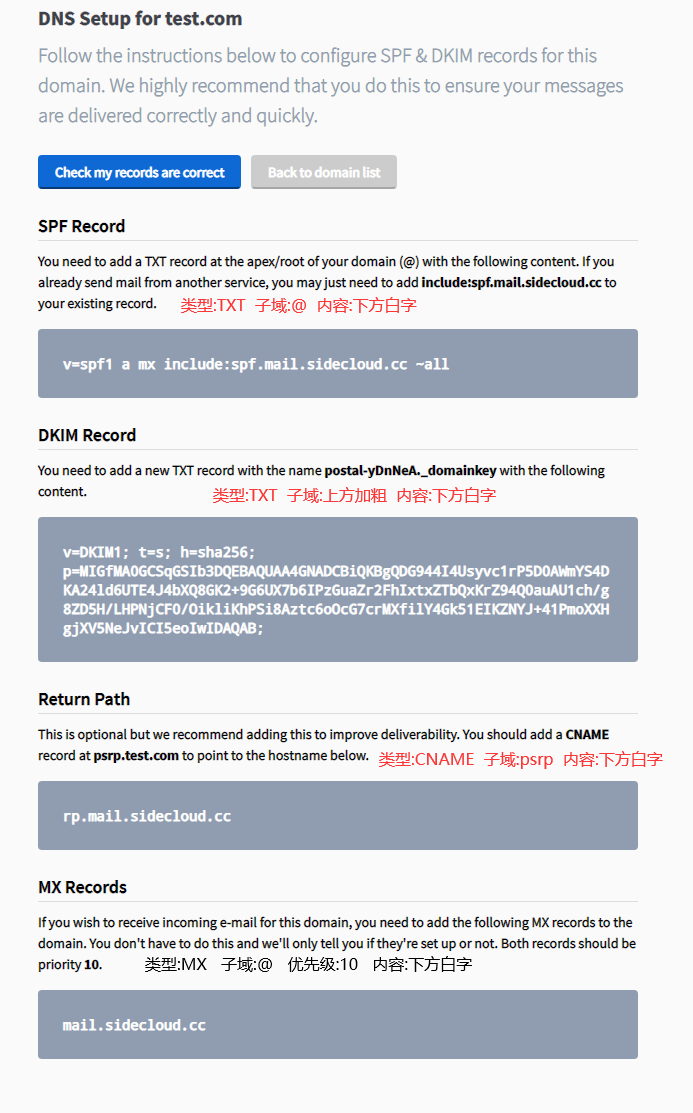 DNS Setup for test.com
Follow the instructions below to configure SPF & DKIM records for this
domain. We highly recommend that you do this to ensure your messages
are delivered correctly and quickly.
Check my records are correct
Back to domain list
SPF Record
You need to add a TXT record at the apex/root of your domain (@) with the following content. If you
already send mail from another service, you may just need to add include:spf.mail.sidecloud.cc to
your existing record. 类型:TXT 子域:@ 内容:下方白字
v=spf1 a mx include:spf.mail.sidecloud.cc ~all
DKIM Record
You need to add a new TXT record with the name postal-yDnNeA._domainkey with the following
content. 类型:TXT 子域:上方加粗 内容:下方白字
v=DKIM1; t=s; h=sha256;
p=MIGfMA0GCSqGSIb3DQEBAQUAA4GNADCBiQKBgQDG944I4Usyvc1rP5D0AWmYS4D
KA24ld6UTE4J4bXQ8GK2+9G6UX7b6IPzGuaZr2FhIxtxZTbQxKrZ94Q0auAU1ch/g
8ZD5H/LHPNjCF0/OikliKhPSi8Aztc6oOcG7crMXfilY4Gk51EIKZNYJ+41PmoXXH
gjXV5NeJvICI5eoIwIDAQAB;
Return Path
This is optional but we recommend adding this to improve deliverability. You should add a CNAME
record at psrp.test.com to point to the hostname below. 类型:CNAME 子域:psrp 内容:下方白字
rp.mail.sidecloud.cc
MX Records
If you wish to receive incoming e-mail for this domain, you need to add the following MX records to the
domain. You don't have to do this and we'll only tell you if they're set up or not. Both records should be
priority 10. 类型:MX 子域:@ 优先级:10 内容:下方白字
mail.sidecloud.cc